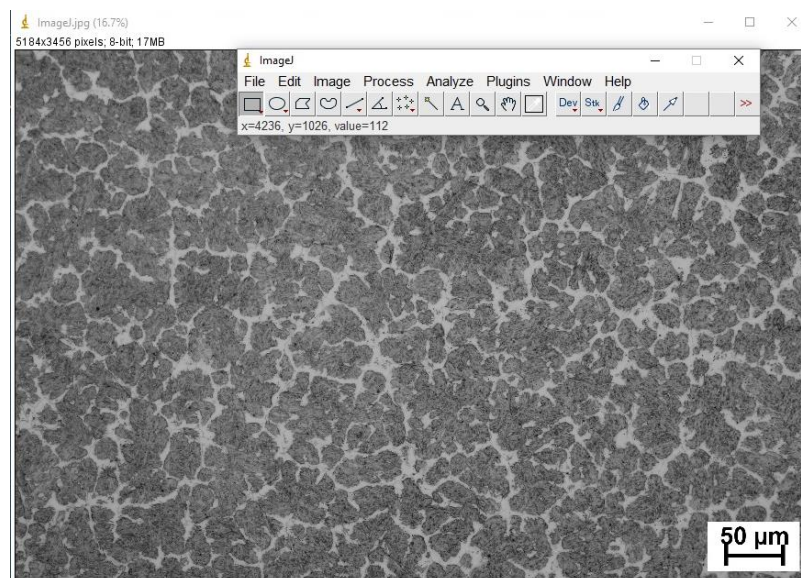 ImageJ.jpg (16.7%)
5184x3456 pixels; 8-bit; 17MB
ImageJ
File Edit Image Process Analyze Plugins Window Help
A Dev Stk >>
x=4236, y=1026, value=112
50 µm